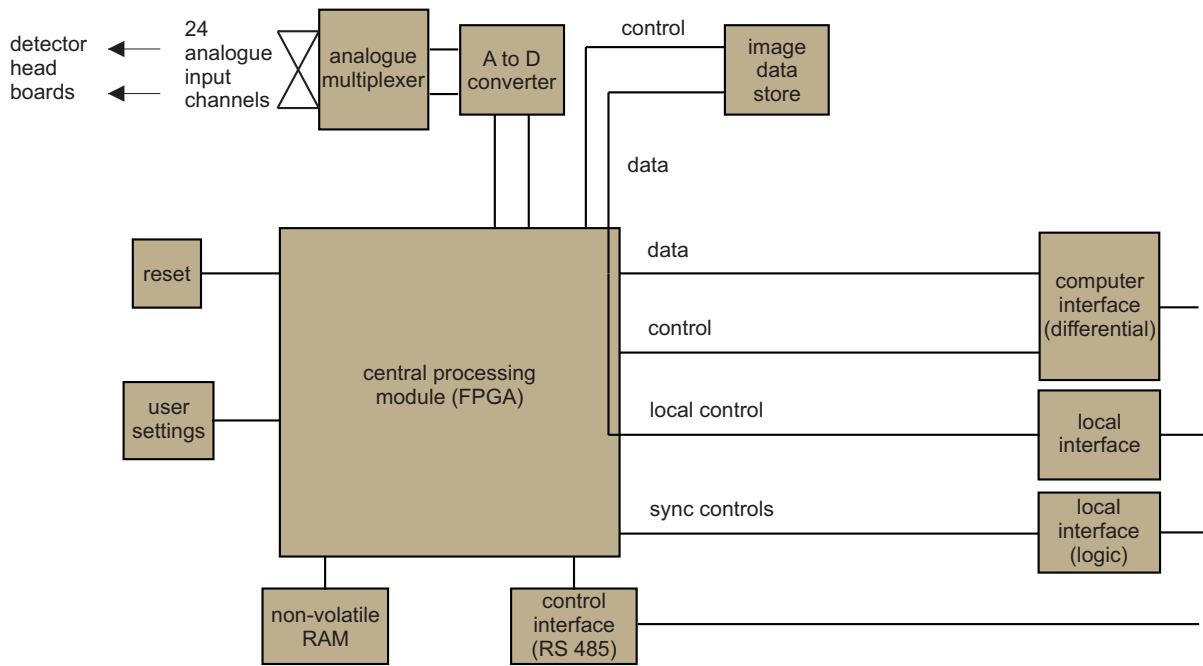 detector
head
boards
24
analogue
input
channels
analogue
multiplexer
A to D
converter
control
image
data
store
data
reset
data
computer
interface
(differential)
control
central processing
module (FPGA)
user
settings
local control
local
interface
sync controls
local
interface
(logic)
non-volatile
RAM
control
interface
(RS 485)